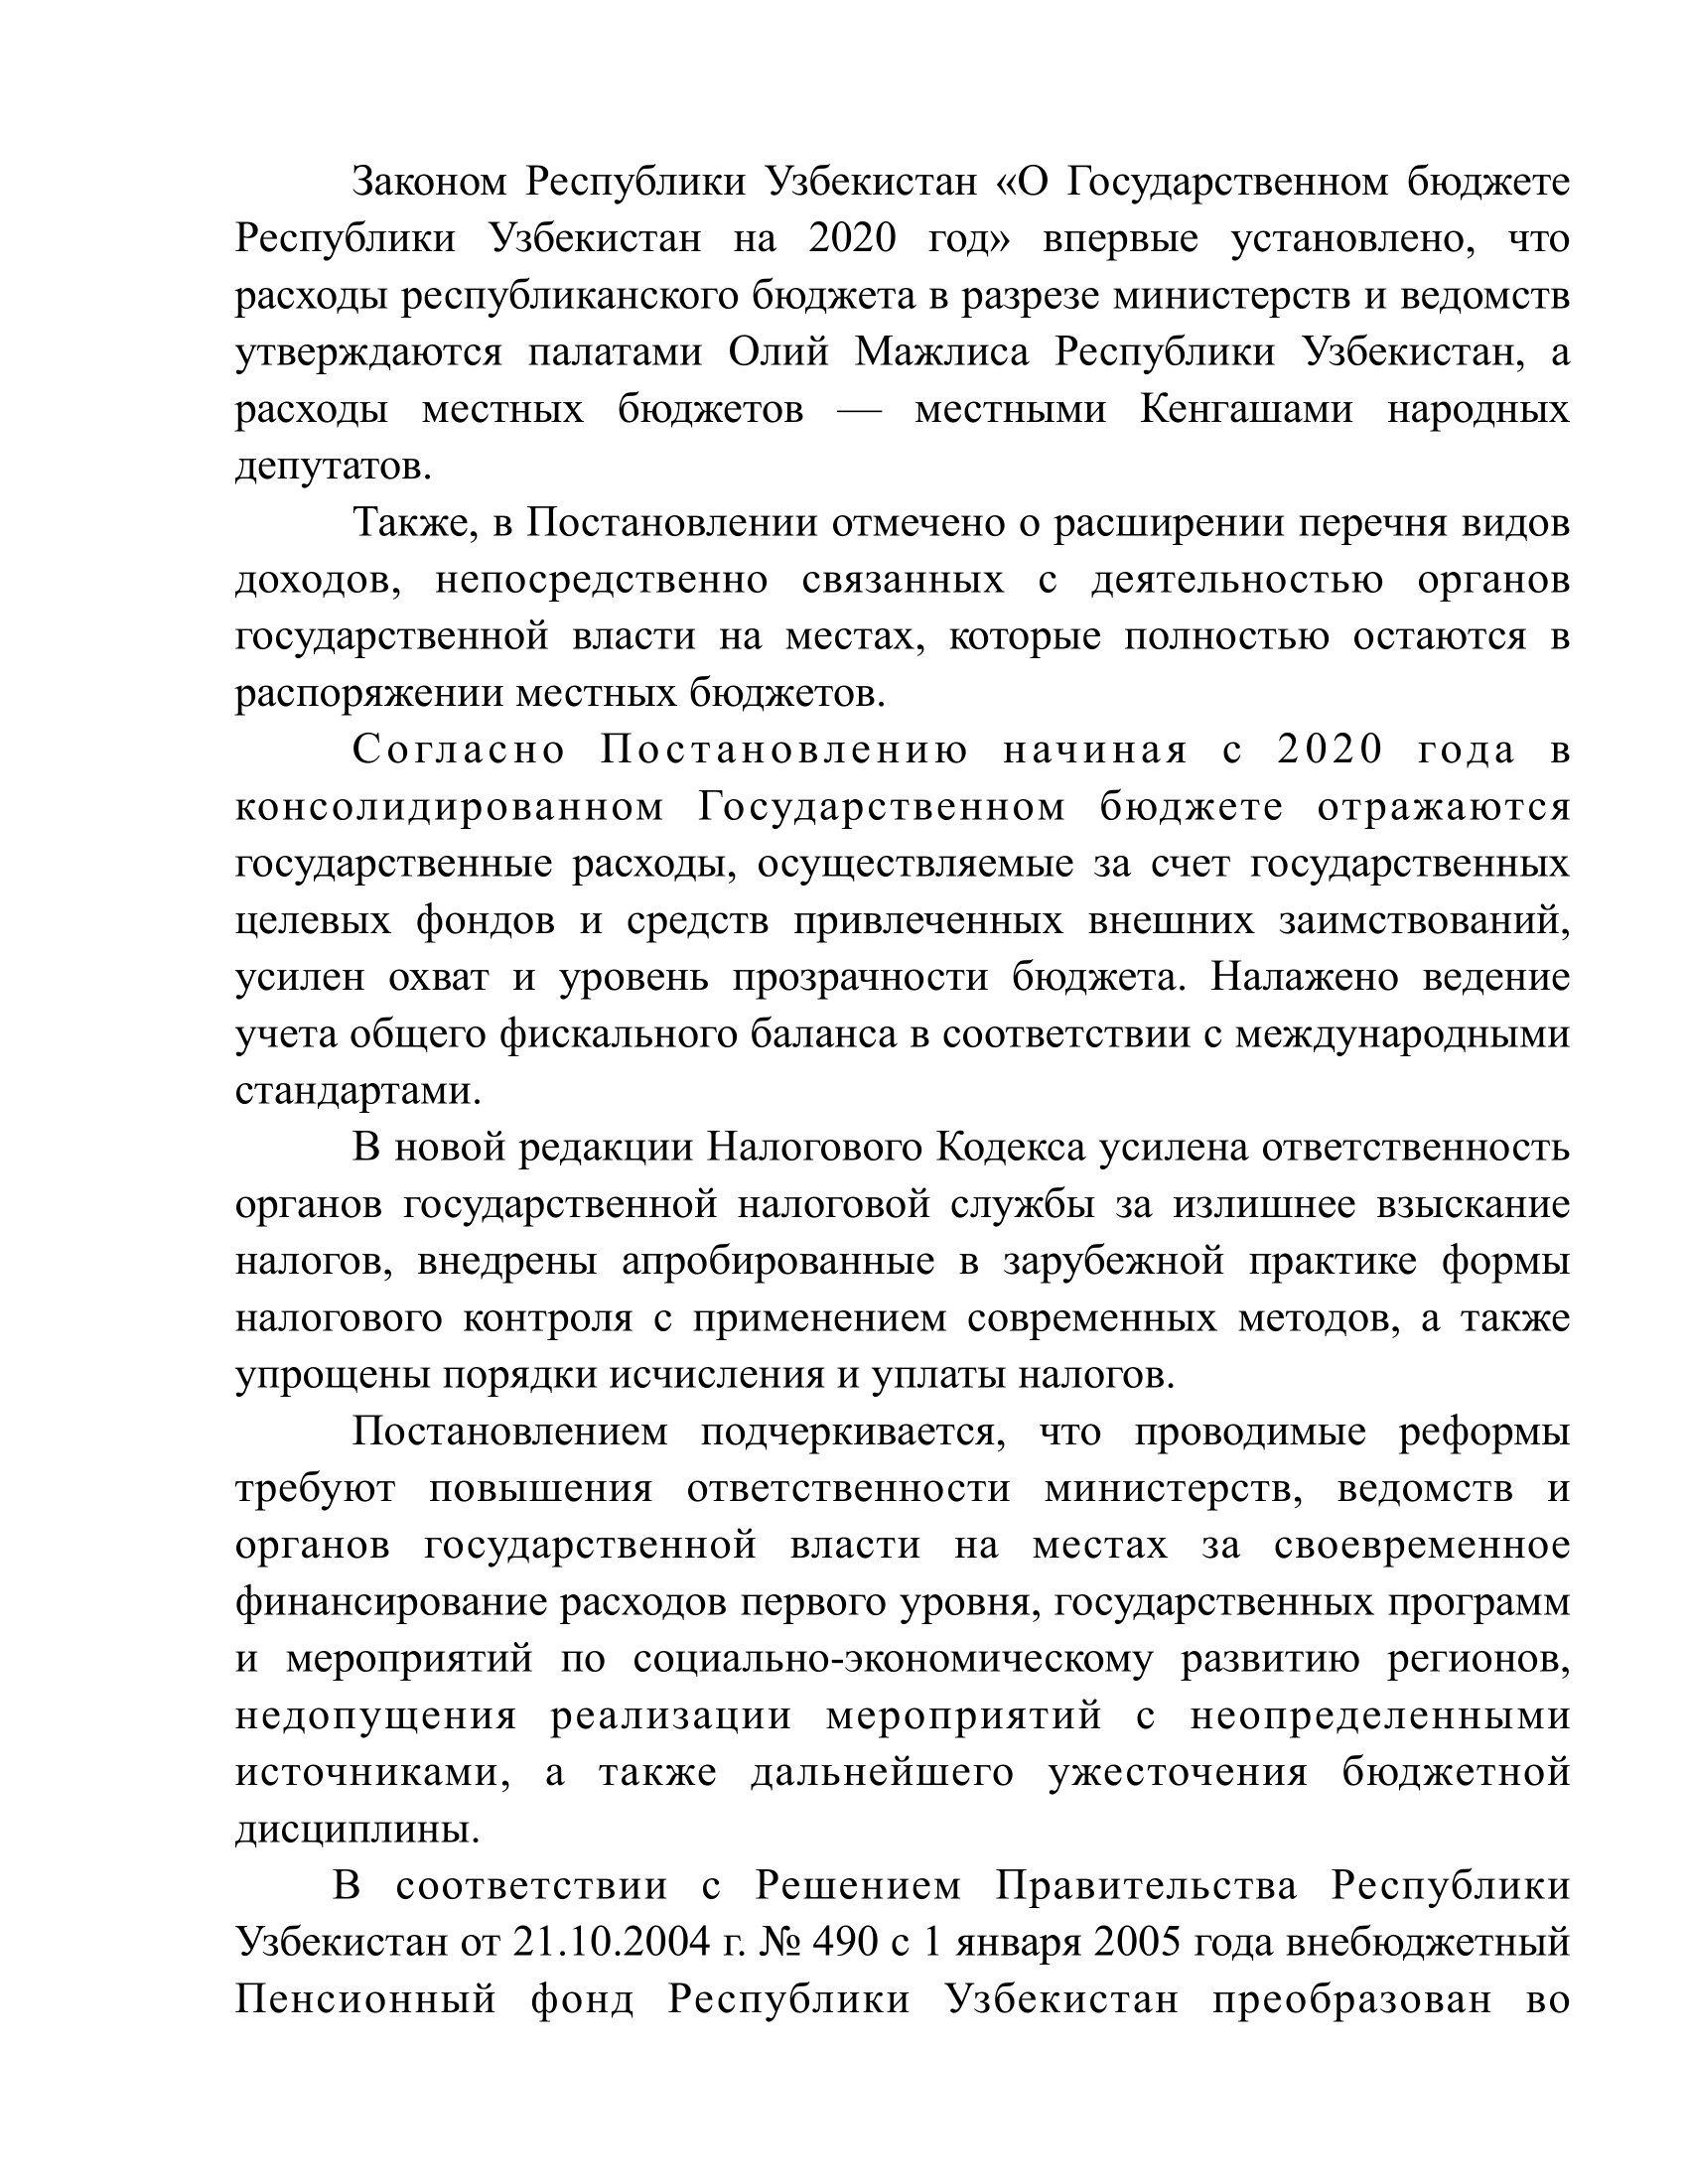 Законом Республики Узбекистан «О Государственном бюджете
Республики Узбекистан на 2020 год» впервые установлено, что
расходы республиканского бюджета в разрезе министерств и ведомств
утверждаются палатами Олий Мажлиса Республики Узбекистан, а
расходы местных бюджетов — местными Кенгашами народных
депутатов.
Также, в Постановлении отмечено о расширении перечня видов
доходов, непосредственно связанных с деятельностью органов
государственной власти на местах, которые полностью остаются в
распоряжении местных бюджетов.
Согласно Постановлению начиная с 2020 года в
консолидированном Государственном бюджете отражаются
государственные расходы, осуществляемые за счет государственных
целевых фондов и средств привлеченных внешних заимствований,
усилен охват и уровень прозрачности бюджета. Налажено ведение
учета общего фискального баланса в соответствии с международными
стандартами.
В новой редакции Налогового Кодекса усилена ответственность
органов государственной налоговой службы за излишнее взыскание
налогов, внедрены апробированные в зарубежной практике формы
налогового контроля с применением современных методов, а также
упрощены порядки исчисления и уплаты налогов.
Постановлением подчеркивается, что проводимые реформы
требуют повышения ответственности министерств, ведомств и
органов государственной власти на местах за своевременное
финансирование расходов первого уровня, государственных программ
и мероприятий по социально-экономическому развитию регионов,
недопущения реализации мероприятий с неопределенными
источниками, а также дальнейшего ужесточения бюджетной
дисциплины.
В соответствии с Решением Правительства Республики
Узбекистан от 21.10.2004 г. № 490 с 1 января 2005 года внебюджетный
Пенсионный фонд Республики Узбекистан преобразован во